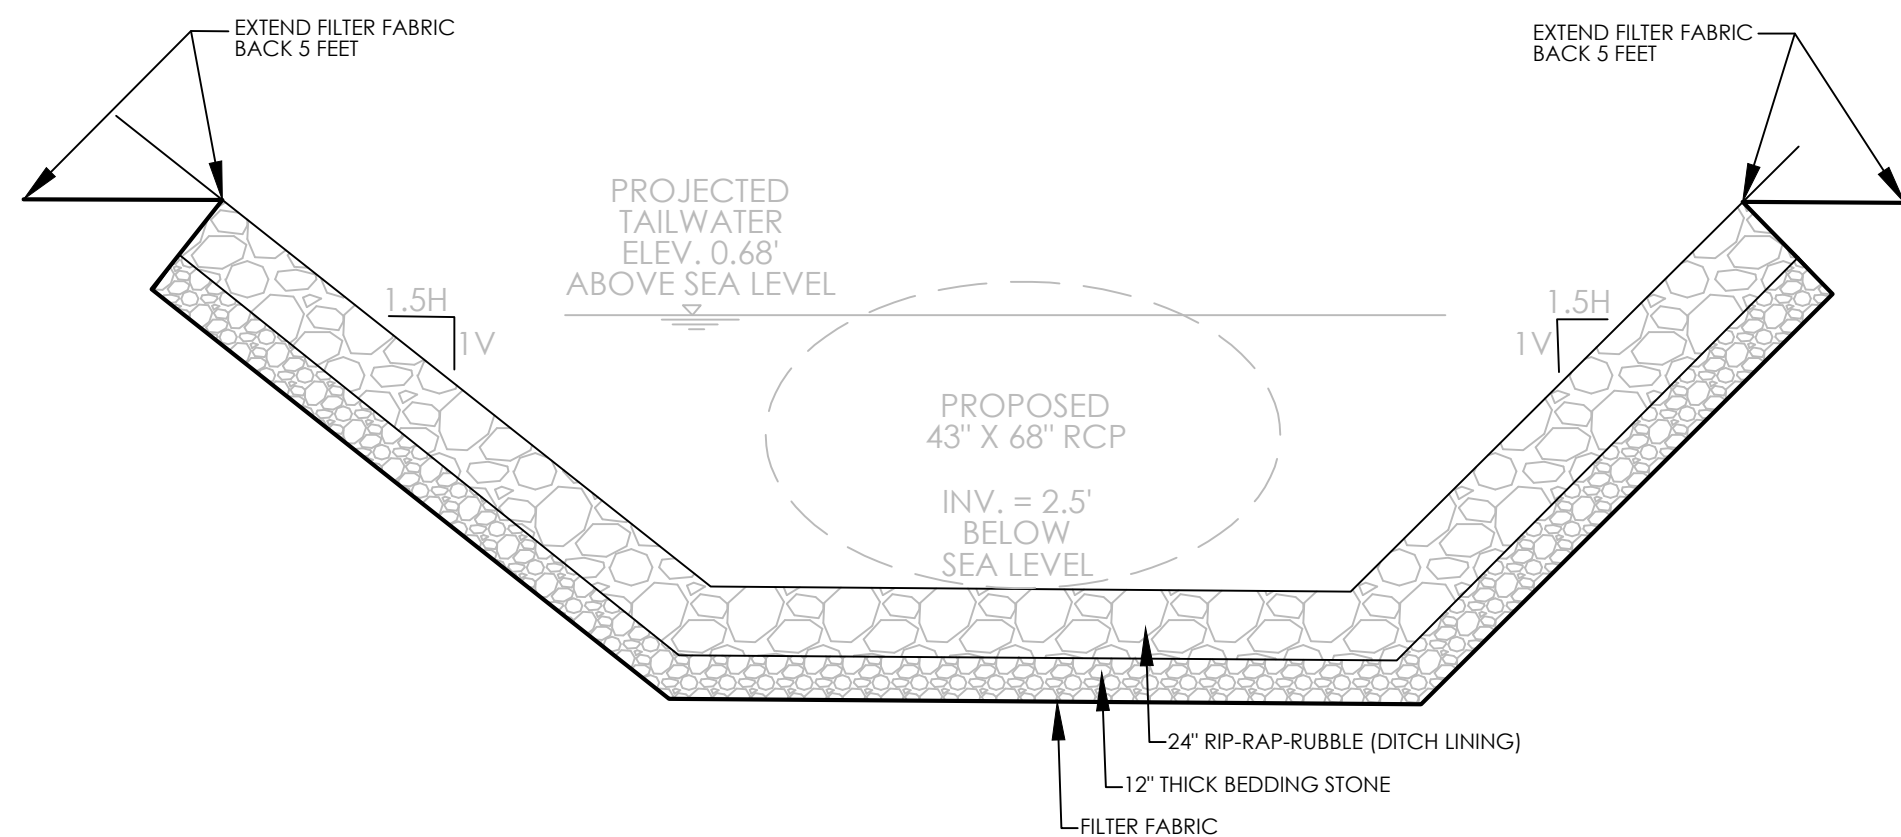 EXTEND FILTER FABRIC
BACK 5 FEET
EXTEND FILTER FABRIC
BACK 5 FEET
PROJECTED
TAILWATER
ELEV. 0.68'
ABOVE SEA LEVEL
1.5H
1V
1.5H
1V
PROPOSED
43" X 68" RCP
INV. = 2.5'
BELOW
SEA LEVEL
24" RIP-RAP-RUBBLE (DITCH LINING)
12" THICK BEDDING STONE
FILTER FABRIC